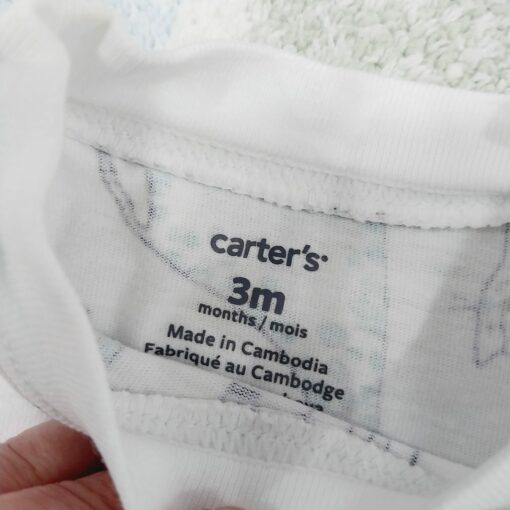 carter's
3m
months / mois
Made in Cambodia
Fabriqué au Cambodge